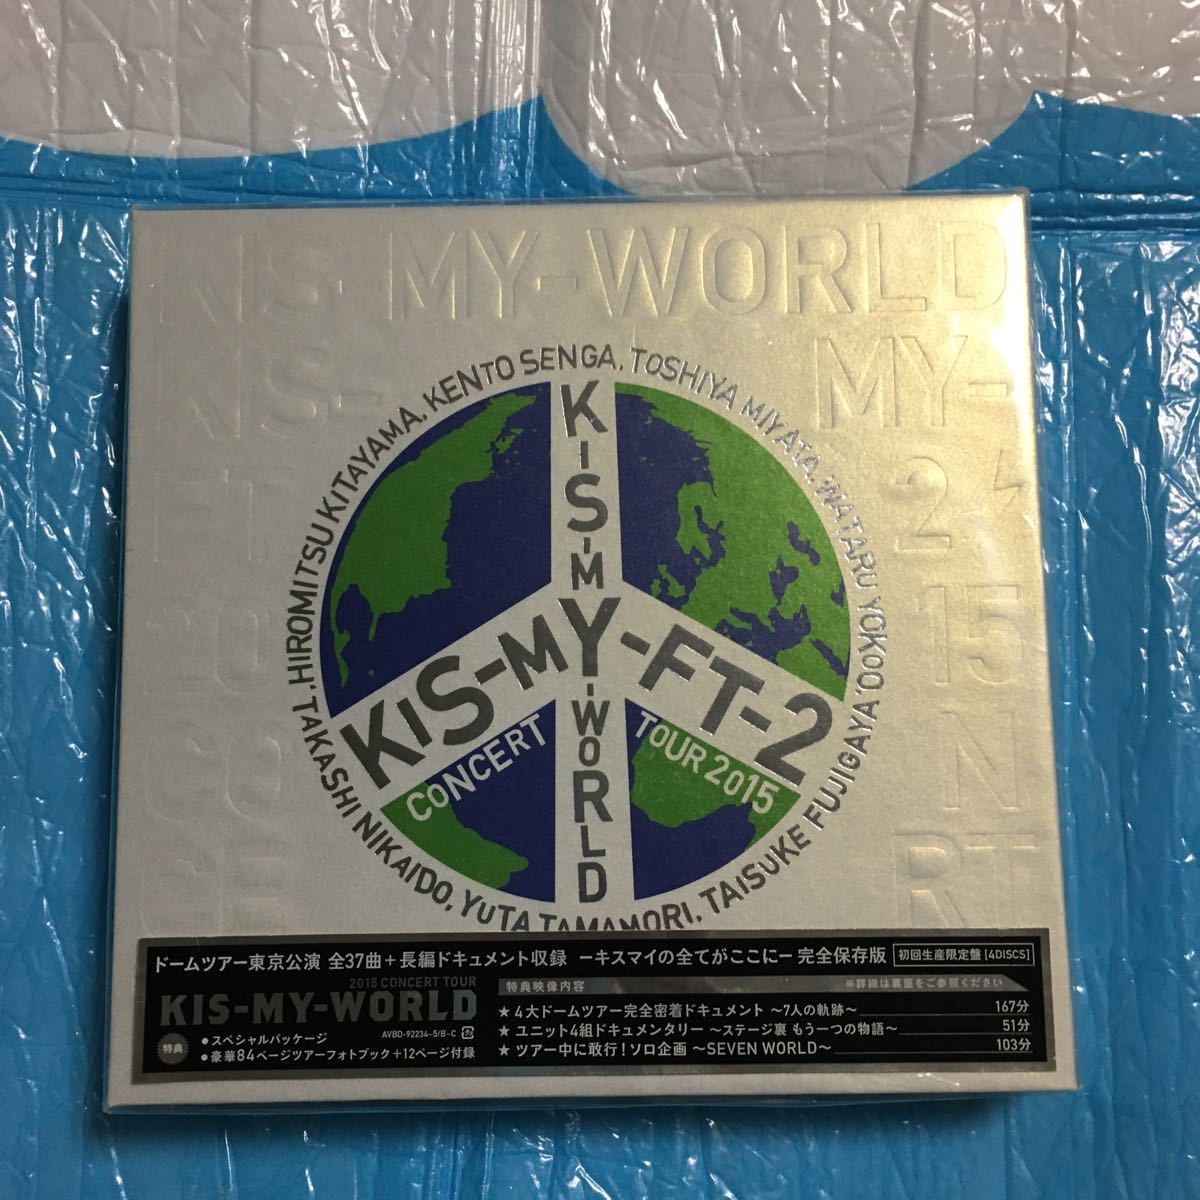 KIS-MY-WORLD
KIS- MY-
FT 2
20 15
CO N
CE RT
TAKASHI NIKAIDO, YUTA TAMAMORI, TAISUKE FUJIGAYA, WATARU YOKOO, TOSHIYA MIYATA, KENTO SENGA, HIROMITSU KITAYAMA,
KIS-MY-WORLD
KIS-MY-FT-2
CONCERT TOUR 2015
ドームツアー東京公演 全37曲+長編ドキュメント収録 ーキスマイの全てがここにー 完全保存版 初回生産限定盤 [4DISCS]
2015 CONCERT TOUR
KIS-MY-WORLD
AVBD-92234~5/B~C
特典
●スペシャルパッケージ
●豪華84ページツアーフォトブック+12ページ付録
特典映像内容 ※詳細は裏面をご参照ください
★4大ドームツアー完全密着ドキュメント 〜7人の軌跡〜 167分
★ユニット4組ドキュメンタリー 〜ステージ裏 もう一つの物語〜 51分
★ツアー中に敢行!ソロ企画 〜SEVEN WORLD〜 103分